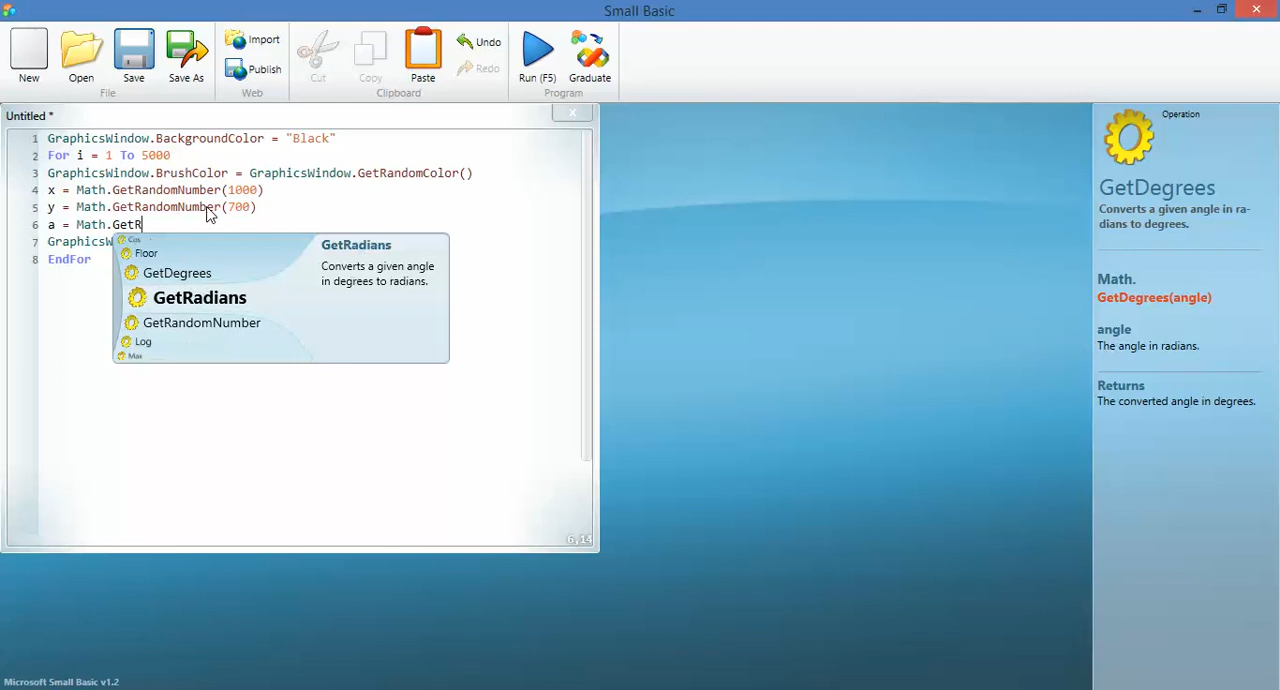 Small Basic
New
Open
Save
Save As
File
Import
Publish
Web
Cut
Copy
Paste
Undo
Redo
Clipboard
Run (F5)
Graduate
Program
Untitled *
1 GraphicsWindow.BackgroundColor = "Black"
2 For i = 1 To 5000
3 GraphicsWindow.BrushColor = GraphicsWindow.GetRandomColor()
4 x = Math.GetRandomNumber(1000)
5 y = Math.GetRandomNumber(700)
6 a = Math.GetR
7 GraphicsW
8 EndFor
Cos
Floor
GetDegrees
GetRadians
GetRandomNumber
Log
Max
GetRadians
Converts a given angle
in degrees to radians.
6,14
Operation
GetDegrees
Converts a given angle in ra-
dians to degrees.
Math.
GetDegrees(angle)
angle
The angle in radians.
Returns
The converted angle in degrees.
Microsoft Small Basic v1.2